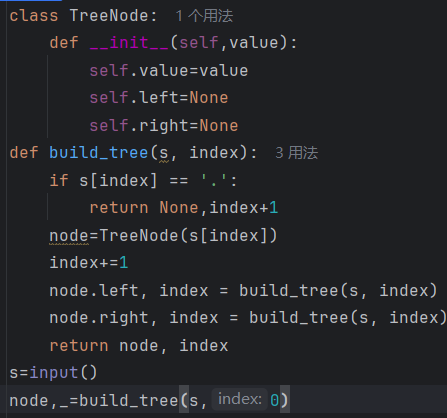 class TreeNode: 1 个用法
    def __init__(self,value):
        self.value=value
        self.left=None
        self.right=None
def build_tree(s, index): 3 用法
    if s[index] == '.':
        return None,index+1
    node=TreeNode(s[index])
    index+=1
    node.left, index = build_tree(s, index)
    node.right, index = build_tree(s, index)
    return node, index
s=input()
node,_=build_tree(s, index: 0)